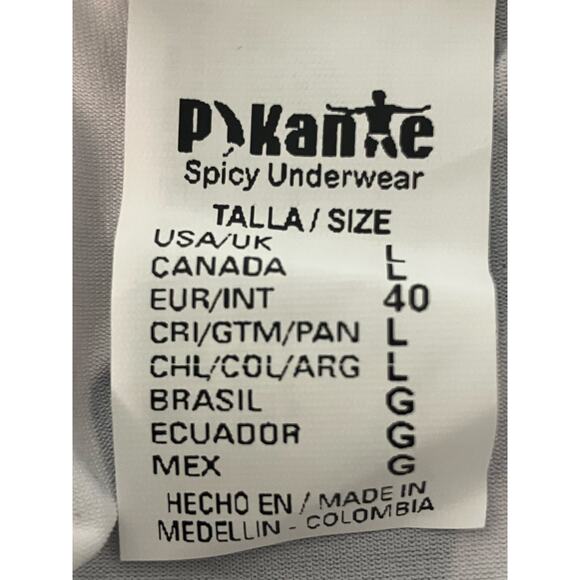 PiKante
Spicy Underwear
TALLA / SIZE
USA/UK L
CANADA L
EUR/INT 40
CRI/GTM/PAN L
CHL/COL/ARG L
BRASIL G
ECUADOR G
MEX G
HECHO EN / MADE IN
MEDELLIN - COLOMBIA